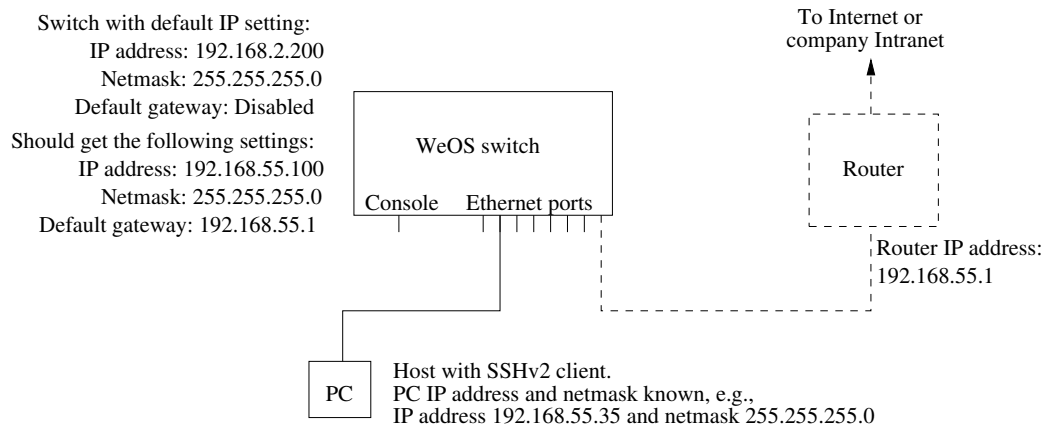 Switch with default IP setting:
IP address: 192.168.2.200
Netmask: 255.255.255.0
Default gateway: Disabled
Should get the following settings:
IP address: 192.168.55.100
Netmask: 255.255.255.0
Default gateway: 192.168.55.1
WeOS switch
Console
Ethernet ports
To Internet or
company Intranet
Router
Router IP address:
192.168.55.1
PC
Host with SSHv2 client.
PC IP address and netmask known, e.g.,
IP address 192.168.55.35 and netmask 255.255.255.0